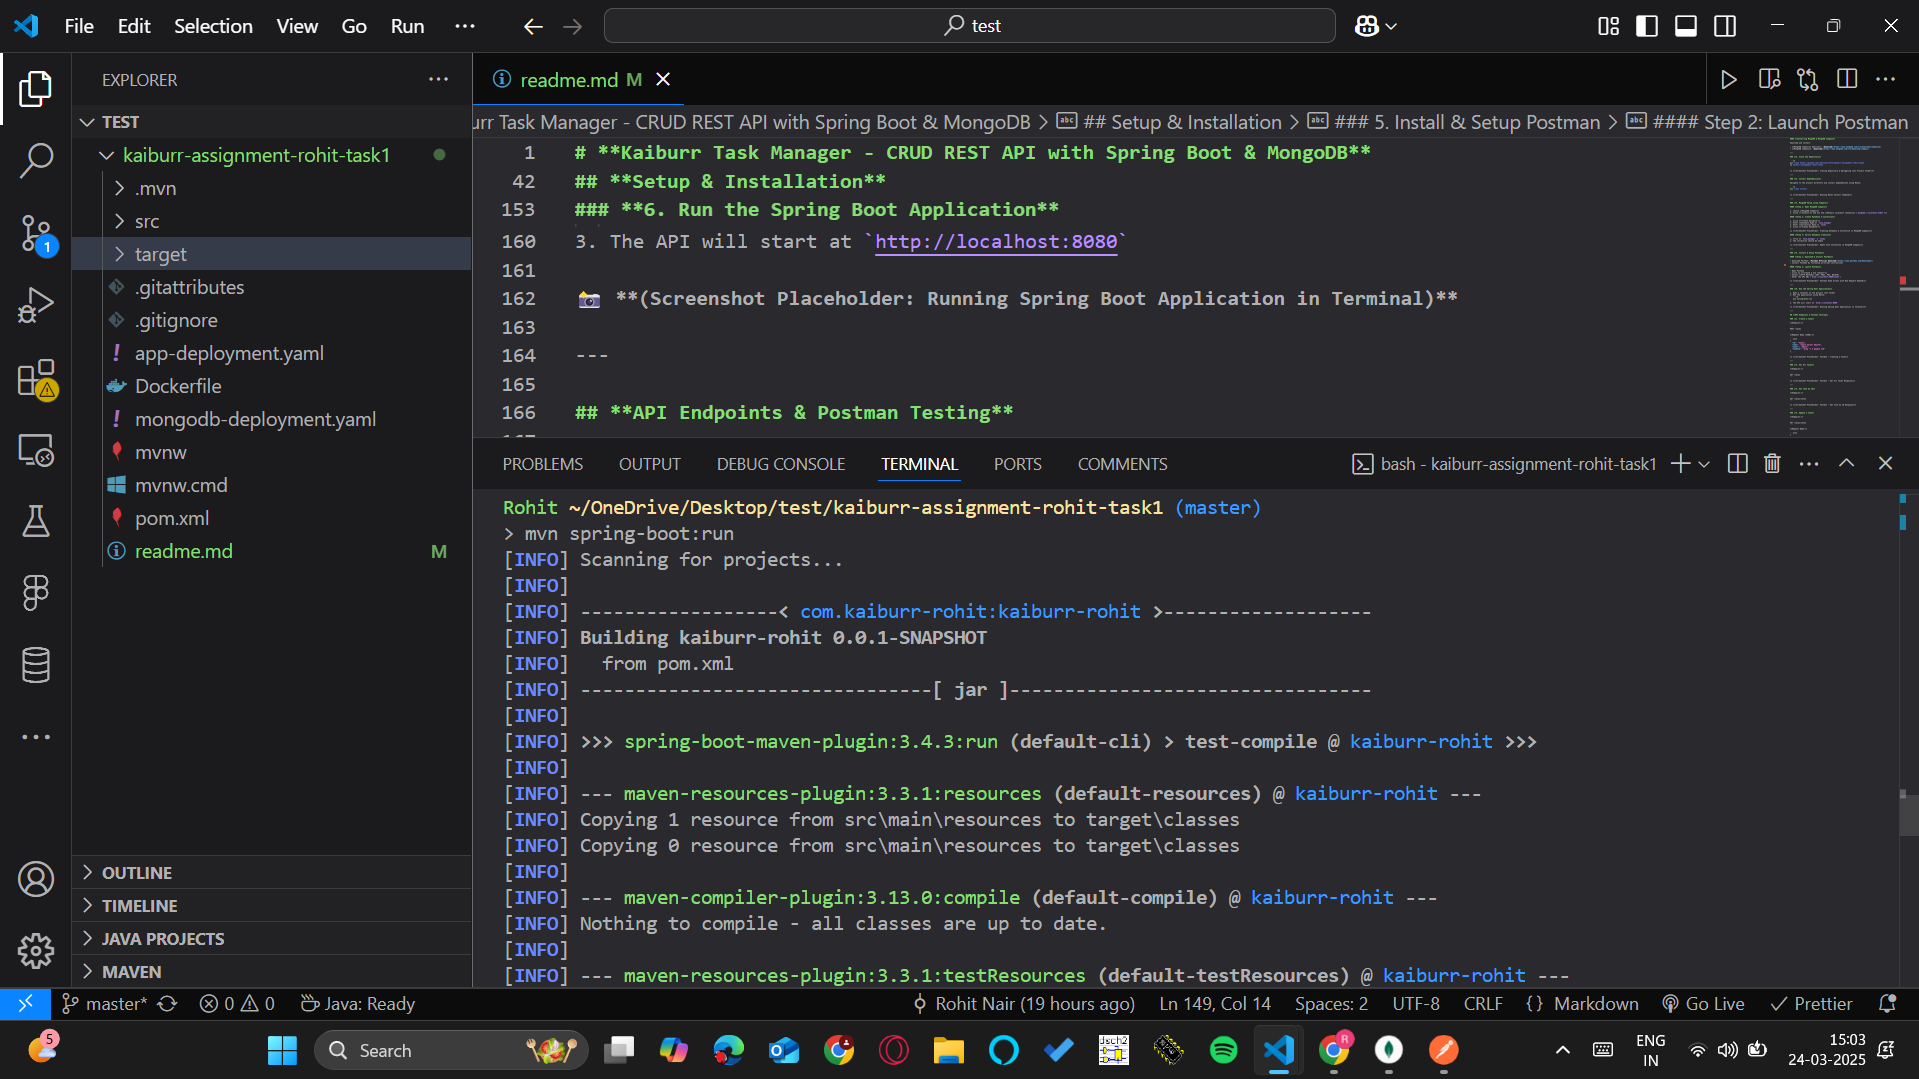 File Edit Selection View Go Run ···
test
EXPLORER
TEST
kaiburr-assignment-rohit-task1
.mvn
src
target
.gitattributes
.gitignore
app-deployment.yaml
Dockerfile
mongodb-deployment.yaml
mvnw
mvnw.cmd
pom.xml
readme.md M
OUTLINE
TIMELINE
JAVA PROJECTS
MAVEN
1
readme.md M
urr Task Manager - CRUD REST API with Spring Boot & MongoDB > ## Setup & Installation > ### 5. Install & Setup Postman > #### Step 2: Launch Postman
1 # **Kaiburr Task Manager - CRUD REST API with Spring Boot & MongoDB**
42 ## **Setup & Installation**
153 ### **6. Run the Spring Boot Application**
160 3. The API will start at `http://localhost:8080`
161
162 📸 **(Screenshot Placeholder: Running Spring Boot Application in Terminal)**
163
164 ---
165
166 ## **API Endpoints & Postman Testing**
PROBLEMS OUTPUT DEBUG CONSOLE TERMINAL PORTS COMMENTS
bash - kaiburr-assignment-rohit-task1
Rohit ~/OneDrive/Desktop/test/kaiburr-assignment-rohit-task1 (master)
> mvn spring-boot:run
[INFO] Scanning for projects...
[INFO]
[INFO] ------------------< com.kaiburr-rohit:kaiburr-rohit >-------------------
[INFO] Building kaiburr-rohit 0.0.1-SNAPSHOT
[INFO]   from pom.xml
[INFO] --------------------------------[ jar ]---------------------------------
[INFO]
[INFO] >>> spring-boot-maven-plugin:3.4.3:run (default-cli) > test-compile @ kaiburr-rohit >>>
[INFO]
[INFO] --- maven-resources-plugin:3.3.1:resources (default-resources) @ kaiburr-rohit ---
[INFO] Copying 1 resource from src\main\resources to target\classes
[INFO] Copying 0 resource from src\main\resources to target\classes
[INFO]
[INFO] --- maven-compiler-plugin:3.13.0:compile (default-compile) @ kaiburr-rohit ---
[INFO] Nothing to compile - all classes are up to date.
[INFO]
[INFO] --- maven-resources-plugin:3.3.1:testResources (default-testResources) @ kaiburr-rohit ---
master* 0 0 Java: Ready
Rohit Nair (19 hours ago) Ln 149, Col 14 Spaces: 2 UTF-8 CRLF {} Markdown Go Live Prettier
5
Search
dsch2
R
ENG
IN
15:03
24-03-2025